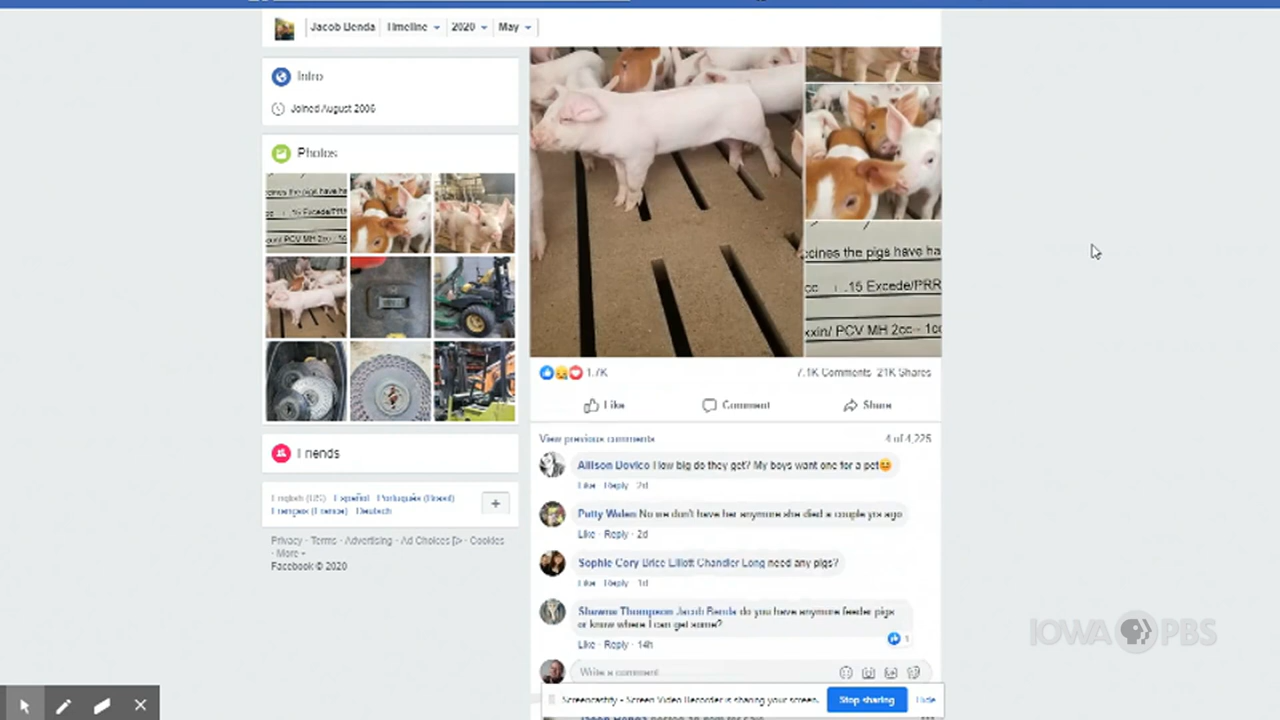 Jacob Benda Timeline 2020 May
Intro
Joined August 2006
Photos
cines the pigs have ha
.15 Excede/PRR
xxin/ PCV MH 2cc-- 1cc
1.7K
7.1K Comments 21K Shares
Like Comment Share
View previous comments
4 of 4,225
Allison Dovico How big do they get? My boys want one for a pet
Like · Reply · 2d
Patty Walen No we don't have her anymore she died a couple yrs ago
Like · Reply · 2d
Sophie Cory Brice Elliott Chandler Long need any pigs?
Like · Reply · 1d
Shawna Thompson Jacob Benda do you have anymore feeder pigs
or know where I can get some?
Like · Reply · 14h
1
Write a comment
Friends
English (US) · Español · Português (Brasil)
Français (France) · Deutsch
Privacy · Terms · Advertising · Ad Choices · Cookies
· More
Facebook © 2020
Screencastify - Screen Video Recorder is sharing your screen.
Stop sharing
Hide
IOWA PBS